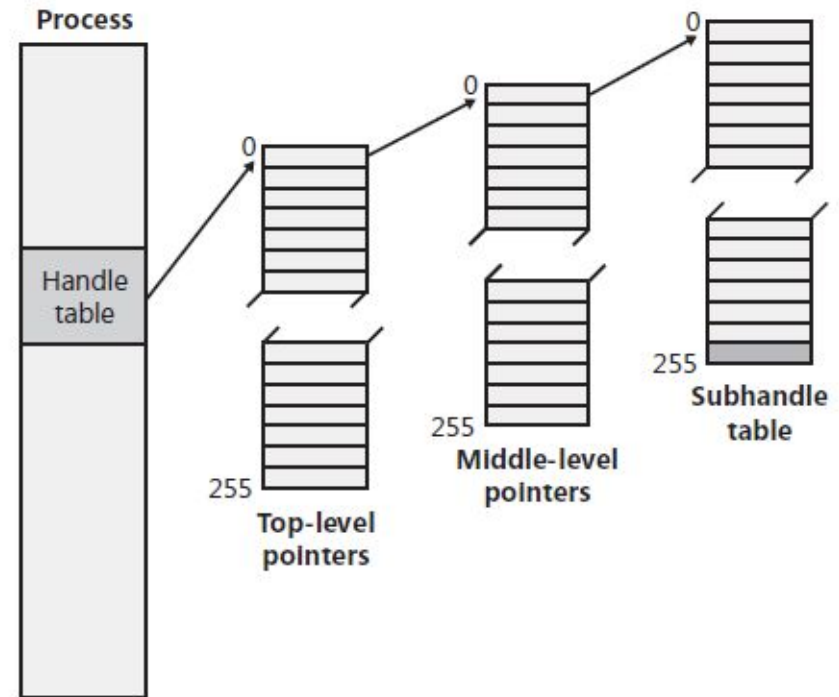 Process
Handle
table
0
255
Top-level
pointers
0
255
Middle-level
pointers
0
255
Subhandle
table